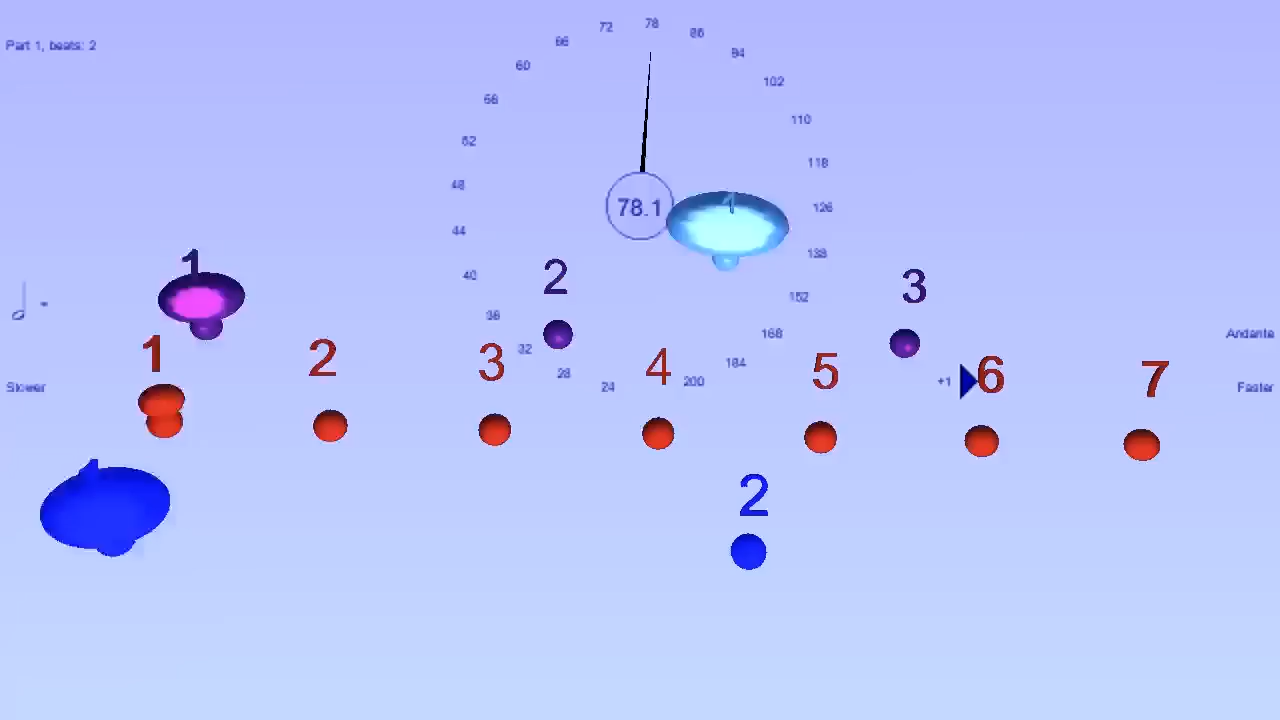 72 78 86
66 94
Part 1, beats: 2
60 102
56 110
52 118
48 126
78.1 1
44 138
1 2 3
40 152
36 168
32 184
28 24 200
= Andante
1 2 3 4 5 6 7
Slower +1 Faster
1 2